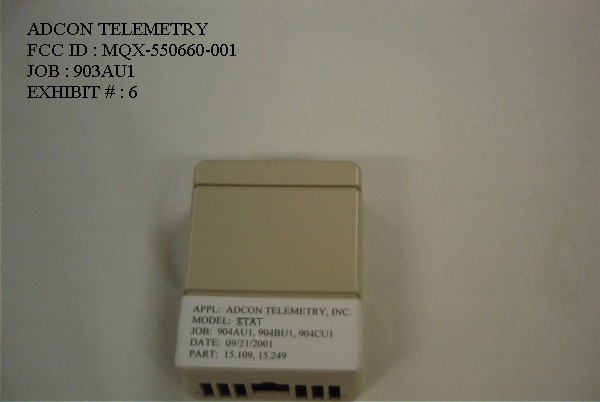 ADCON TELEMETRY
FCC ID : MQX-550660-001
JOB : 903AU1
EXHIBIT # : 6
APPL: ADCON TELEMETRY, INC.
MODEL: STAT
JOB: 904AU1, 904BU1, 904CU1
DATE: 09/21/2001
PART: 15.109, 15.249